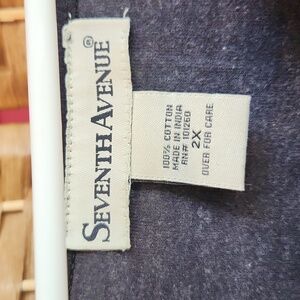 SEVENTH AVENUE®
100% COTTON
MADE IN INDIA
RN# 101260
2X
OVER FOR CARE